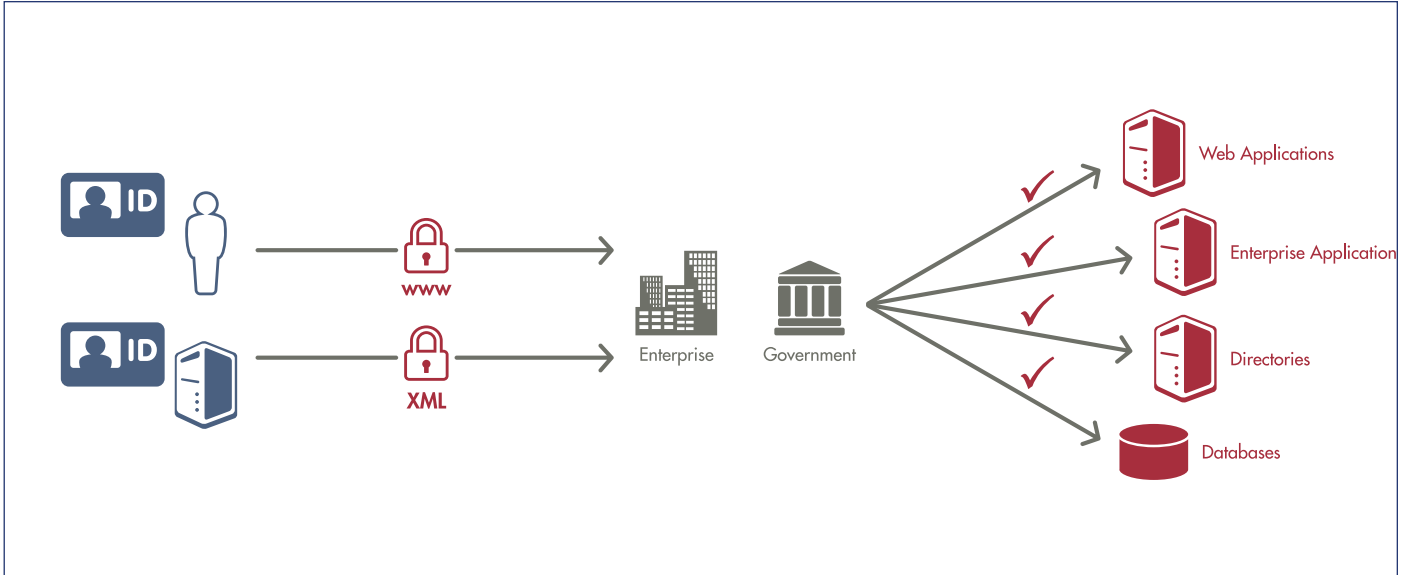 ID
www
ID
XML
Enterprise
Government
Web Applications
Enterprise Application
Directories
Databases